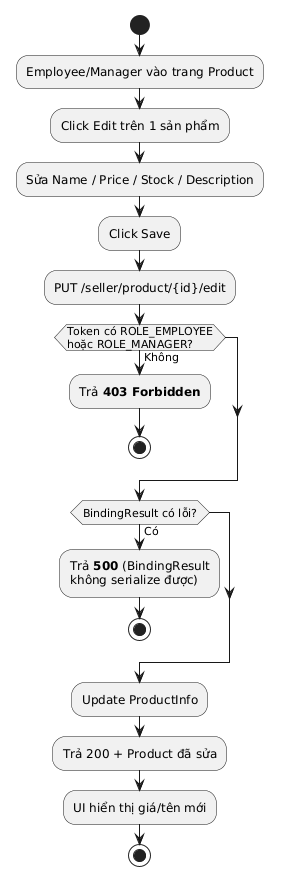 Employee/Manager vào trang Product
Click Edit trên 1 sản phẩm
Sửa Name / Price / Stock / Description
Click Save
PUT /seller/product/{id}/edit
Token có ROLE_EMPLOYEE
hoặc ROLE_MANAGER?
Không
Trả 403 Forbidden
BindingResult có lỗi?
Có
Trả 500 (BindingResult
không serialize được)
Update ProductInfo
Trả 200 + Product đã sửa
UI hiển thị giá/tên mới